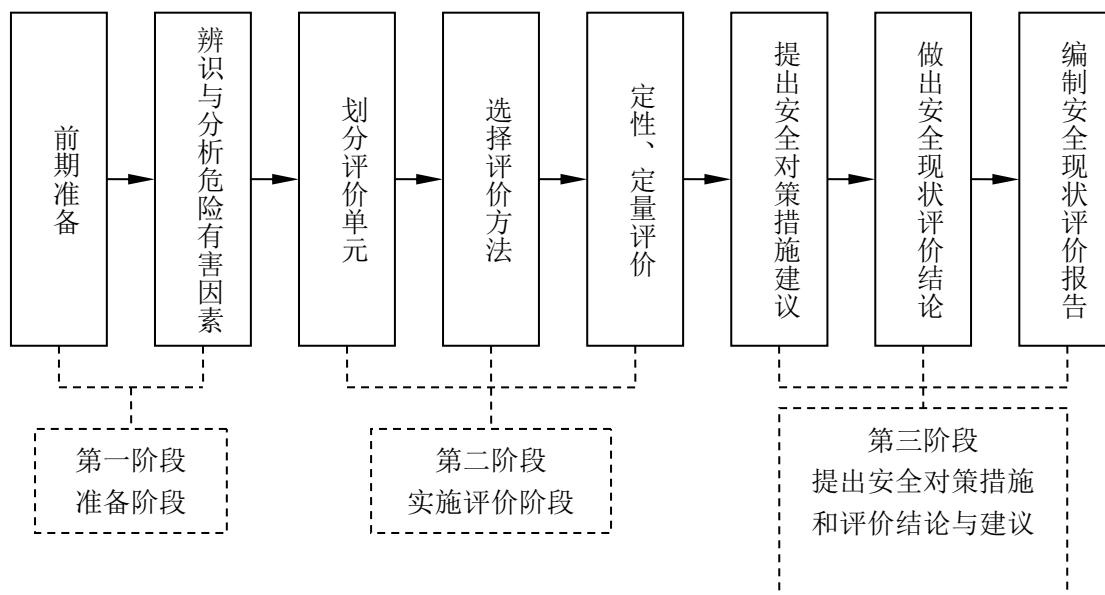 前期准备
辨识与分析危险有害因素
划分评价单元
选择评价方法
定性、定量评价
提出安全对策措施建议
做出安全现状评价结论
编制安全现状评价报告
第一阶段
准备阶段
第二阶段
实施评价阶段
第三阶段
提出安全对策措施
和评价结论与建议